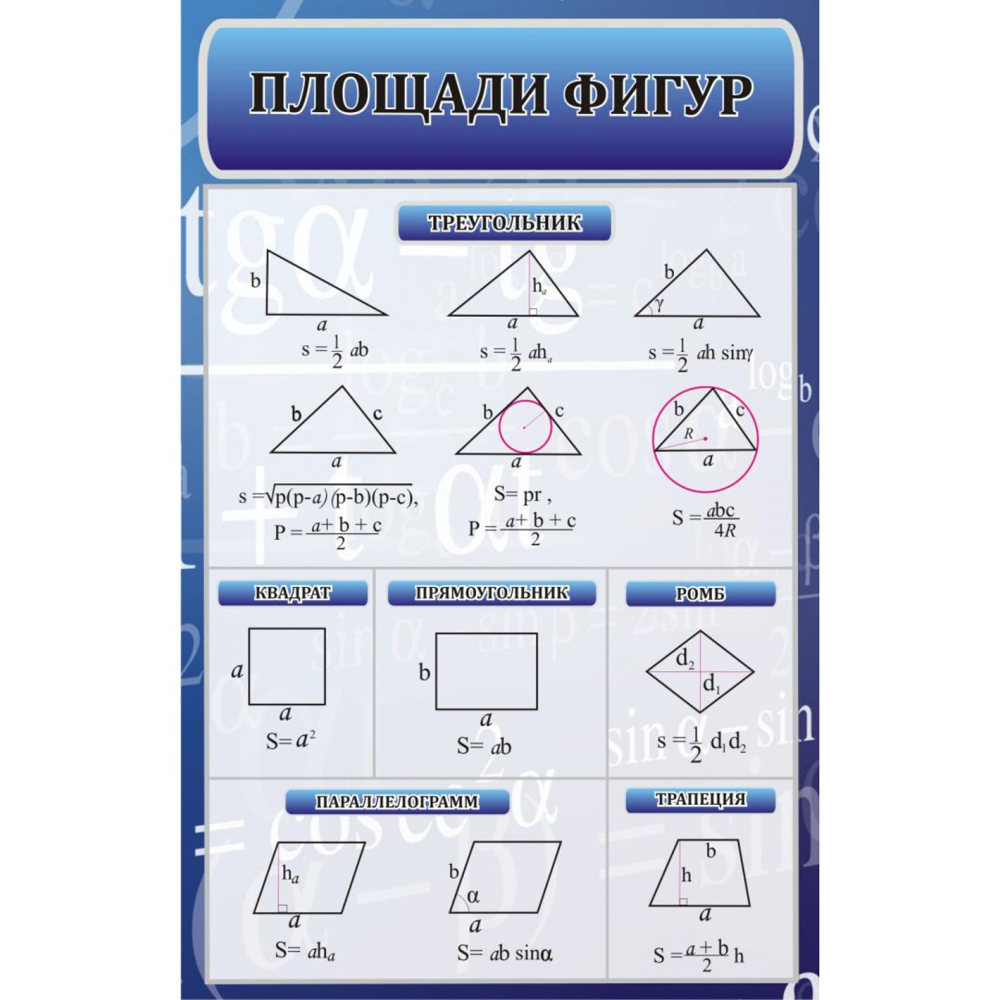 ПЛОЩАДИ ФИГУР
ТРЕУГОЛЬНИК
b
a
s = 1/2 ab
hₐ
a
s = 1/2 ahₐ
b
γ
a
s = 1/2 ah sinγ
b
c
a
s = √p(p-a)(p-b)(p-c),
P = a + b + c / 2
b
c
a
S= pr ,
P = a+ b + c / 2
b
c
R
a
S = abc / 4R
КВАДРАТ
a
a
S= a²
ПРЯМОУГОЛЬНИК
b
a
S= ab
РОМБ
d₂
d₁
s = 1/2 d₁d₂
ПАРАЛЛЕЛОГРАММ
hₐ
a
S= ahₐ
b
α
a
S= ab sinα
ТРАПЕЦИЯ
b
h
a
S = a + b / 2 h